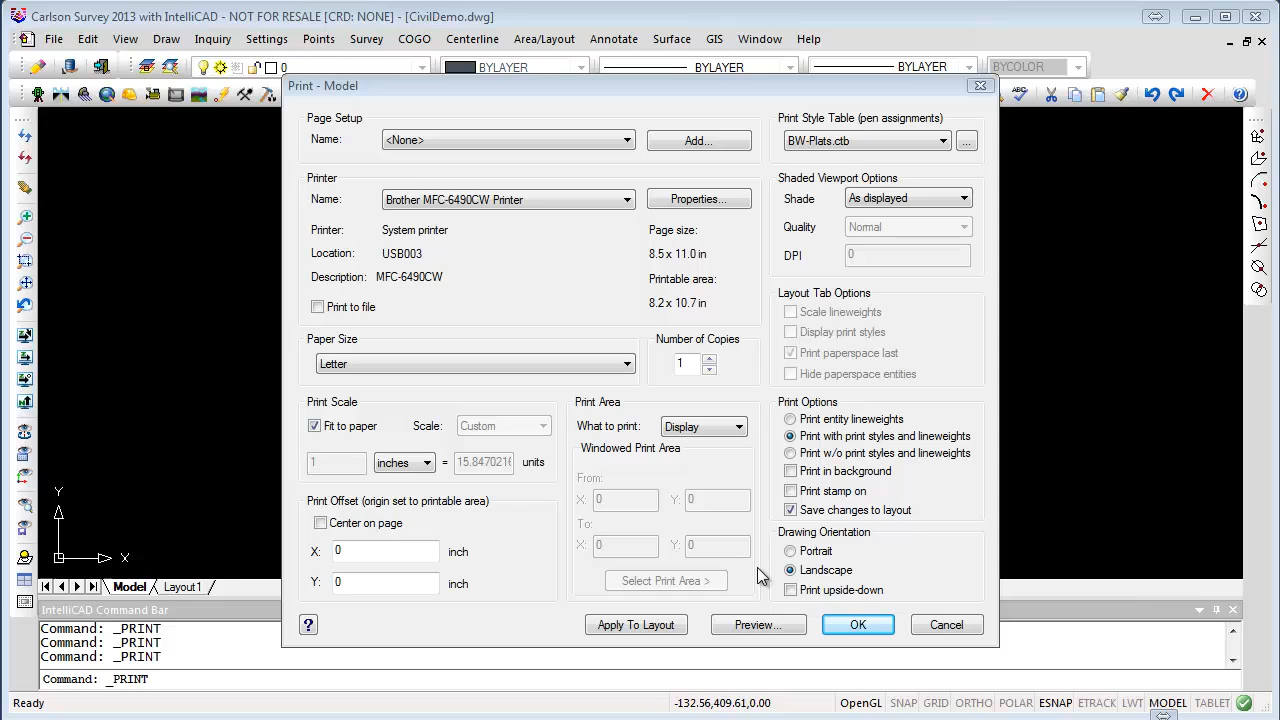 Carlson Survey 2013 with IntelliCAD - NOT FOR RESALE [CRD: NONE] - [CivilDemo.dwg]
File Edit View Draw Inquiry Settings Points Survey COGO Centerline Area/Layout Annotate Surface GIS Window Help
0 BYLAYER BYLAYER BYLAYER BYCOLOR
Print - Model
Page Setup
Name: <None> Add...
Print Style Table (pen assignments)
BW-Plats.ctb ...
Printer
Name: Brother MFC-6490CW Printer Properties...
Printer: System printer
Location: USB003
Description: MFC-6490CW
Print to file
Page size:
8.5 x 11.0 in
Printable area:
8.2 x 10.7 in
Shaded Viewport Options
Shade As displayed
Quality Normal
DPI 0
Paper Size
Letter
Number of Copies
1
Layout Tab Options
Scale lineweights
Display print styles
Print paperspace last
Hide paperspace entities
Print Scale
Fit to paper Scale: Custom
1 inches = 15.8470216 units
Print Offset (origin set to printable area)
Center on page
X: 0 inch
Y: 0 inch
Print Area
What to print: Display
Windowed Print Area
From:
X: 0 Y: 0
To:
X: 0 Y: 0
Select Print Area >
Print Options
Print entity lineweights
Print with print styles and lineweights
Print w/o print styles and lineweights
Print in background
Print stamp on
Save changes to layout
Drawing Orientation
Portrait
Landscape
Print upside-down
? Apply To Layout Preview... OK Cancel
Y
X
Model Layout1
IntelliCAD Command Bar
Command: _PRINT
Command: _PRINT
Command: _PRINT
Command: _PRINT
Ready -132.56,409.61,0.00 OpenGL SNAP GRID ORTHO POLAR ESNAP ETRACK LWT MODEL TABLET